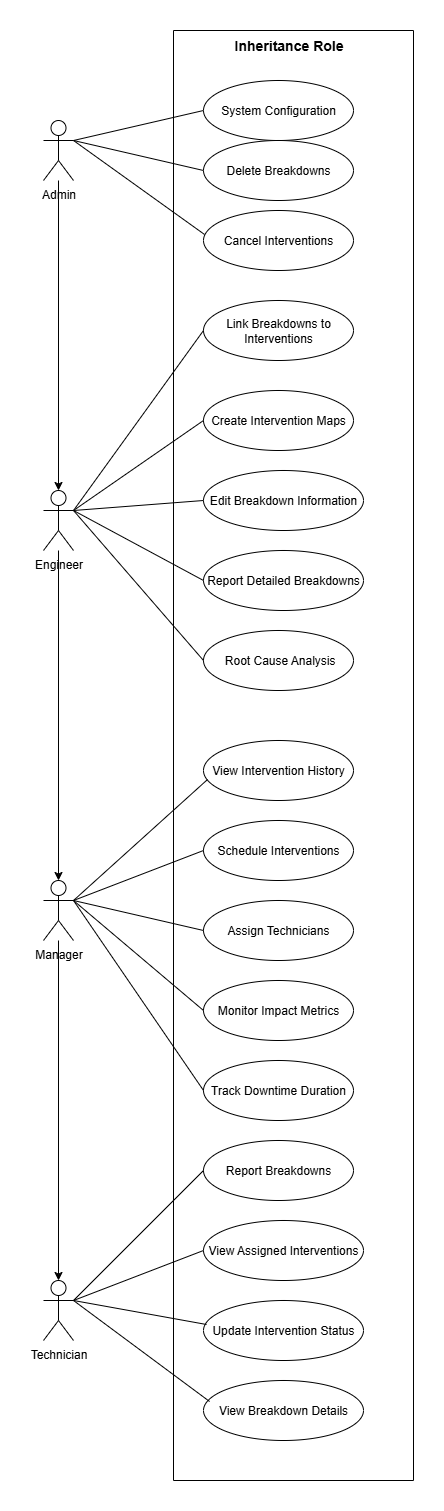 Inheritance Role
System Configuration
Delete Breakdowns
Admin
Cancel Interventions
Link Breakdowns to
Interventions
Create Intervention Maps
Edit Breakdown Information
Engineer
Report Detailed Breakdowns
Root Cause Analysis
View Intervention History
Schedule Interventions
Assign Technicians
Manager
Monitor Impact Metrics
Track Downtime Duration
Report Breakdowns
View Assigned Interventions
Update Intervention Status
Technician
View Breakdown Details